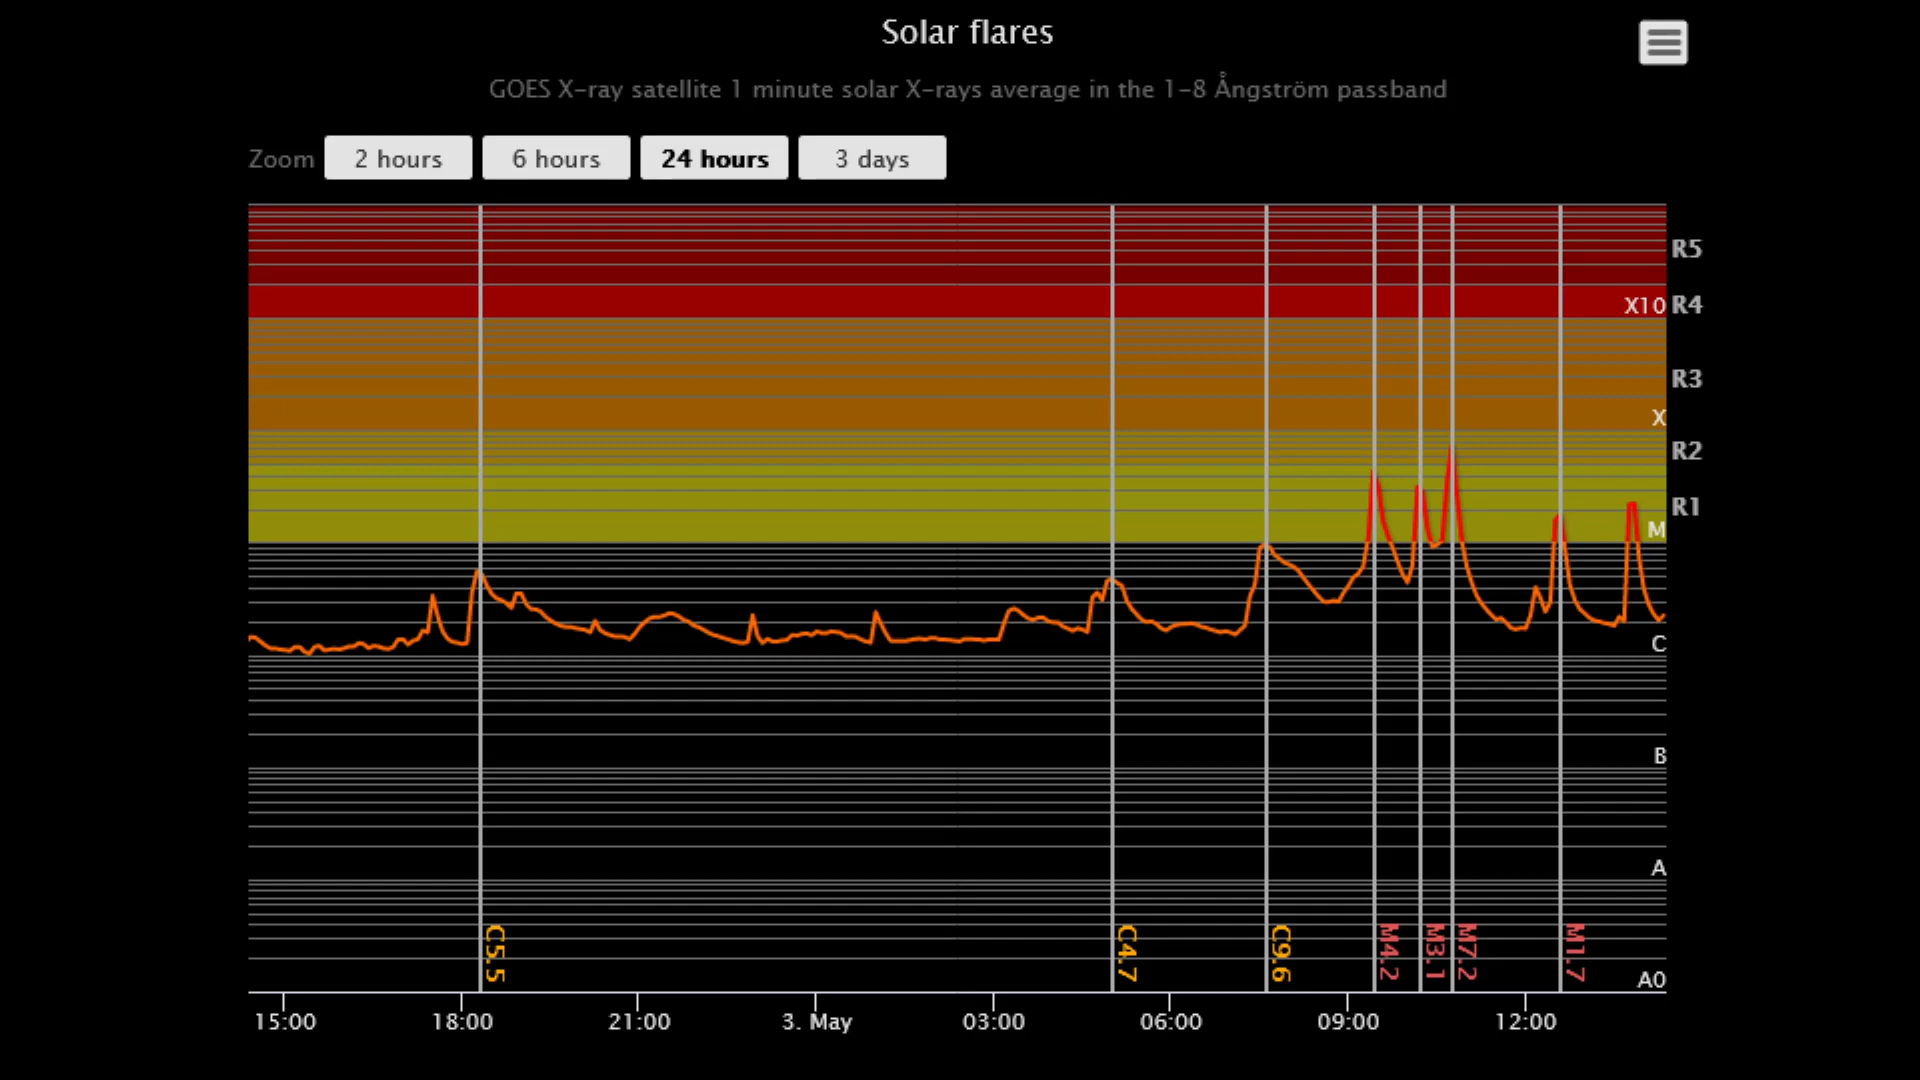 Solar flares
GOES X-ray satellite 1 minute solar X-rays average in the 1-8 Ångström passband
Zoom 2 hours 6 hours 24 hours 3 days
R5
X10 R4
R3
X
R2
R1
M
C
B
A
C5.5 C4.7 C9.6 M4.2 M3.1 M7.2 M1.7
A0
15:00 18:00 21:00 3. May 03:00 06:00 09:00 12:00